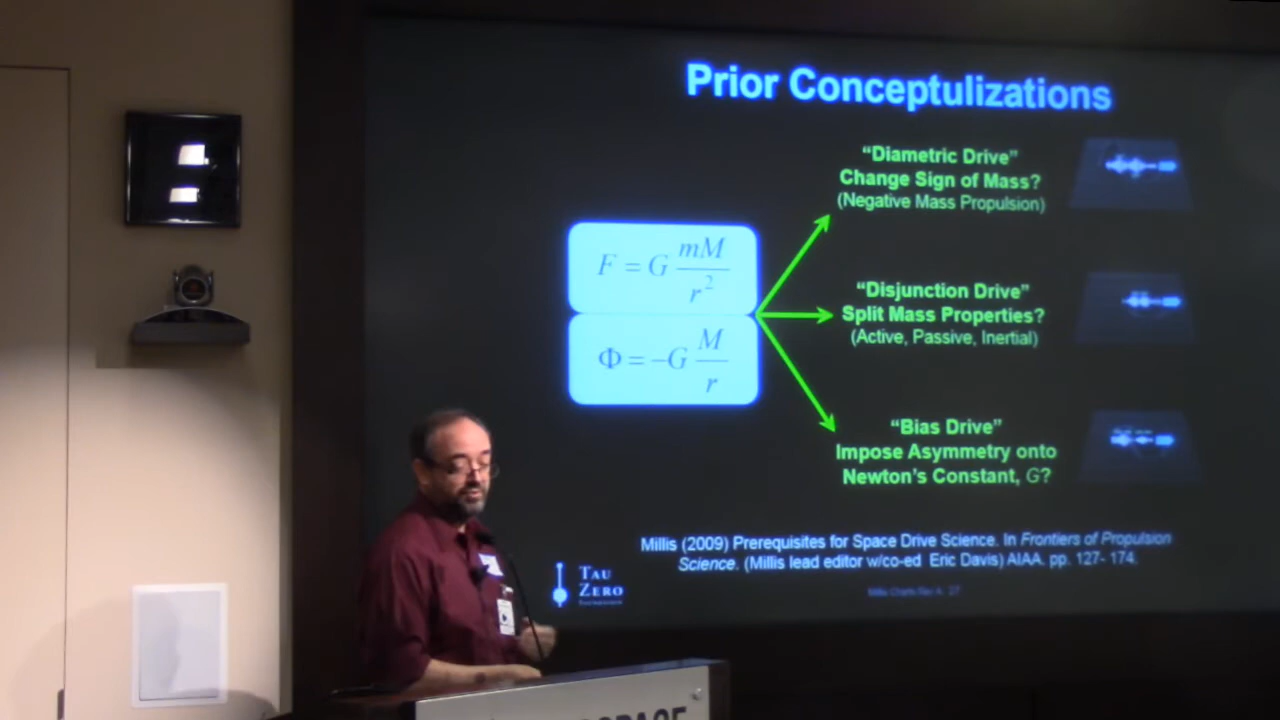 Prior Conceptulizations
“Diametric Drive”
Change Sign of Mass?
(Negative Mass Propulsion)
F = G mM / r²
Φ = −G M / r
“Disjunction Drive”
Split Mass Properties?
(Active, Passive, Inertial)
“Bias Drive”
Impose Asymmetry onto
Newton’s Constant, G?
Millis (2009) Prerequisites for Space Drive Science. In Frontiers of Propulsion
Science. (Millis lead editor w/co-ed Eric Davis) AIAA. pp. 127- 174.
TAU
ZERO
27